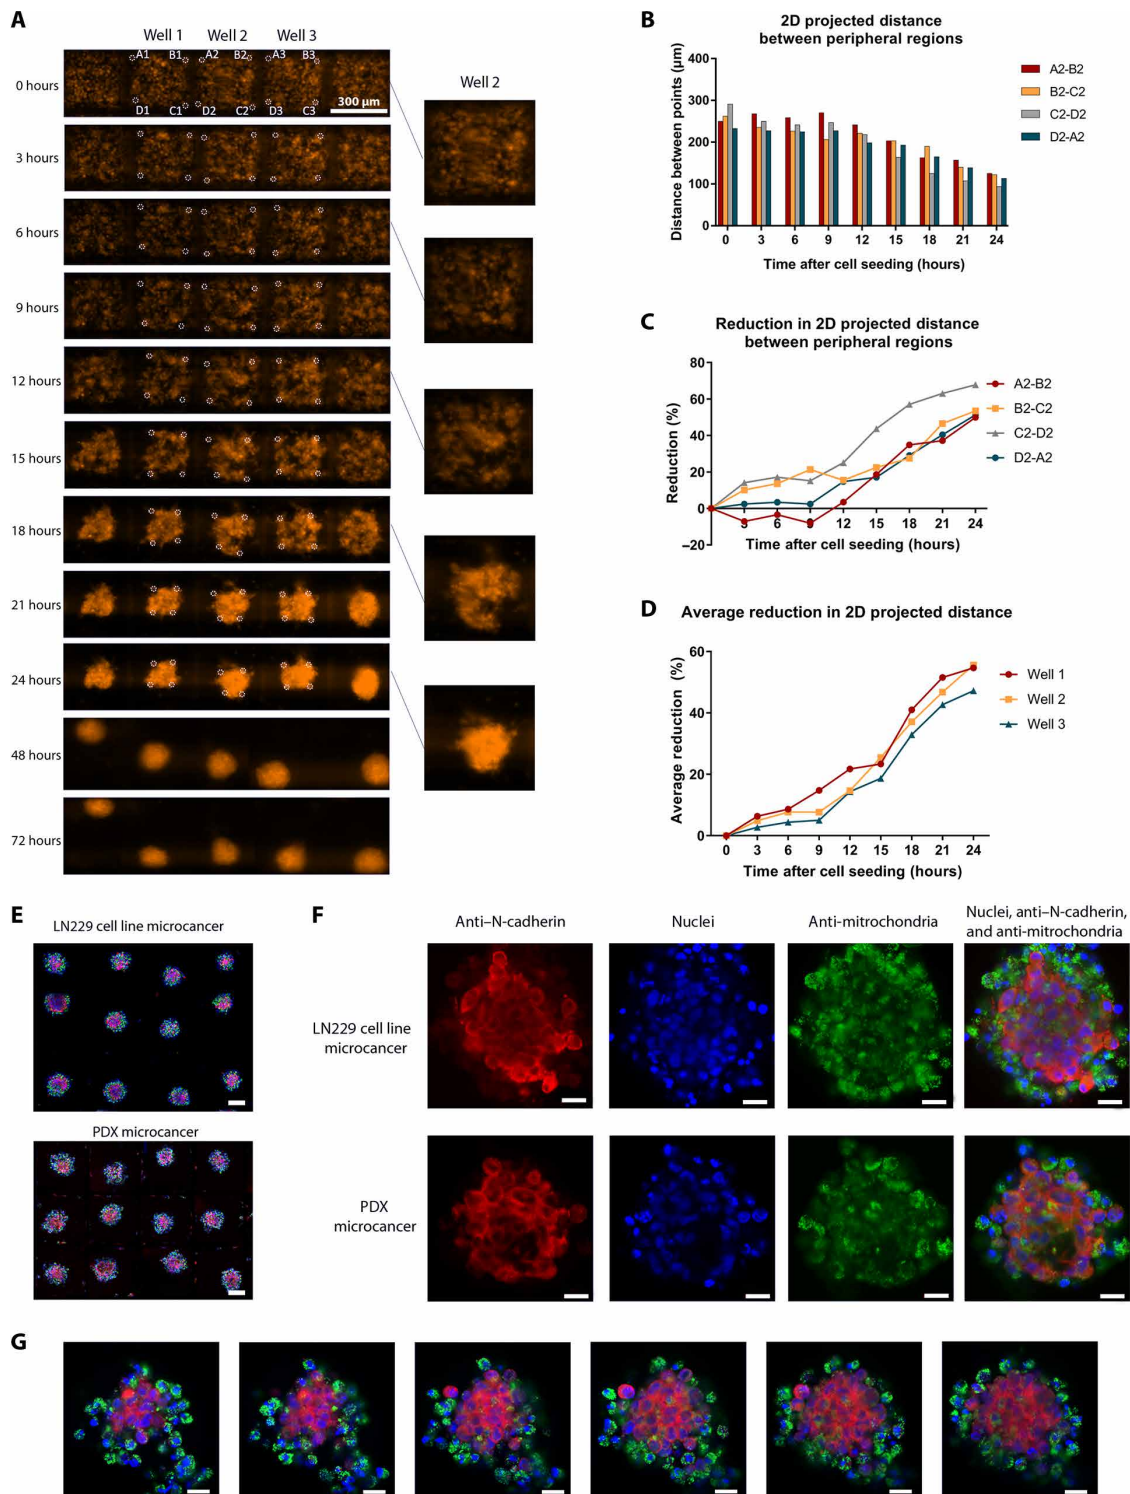 A
Well 1 Well 2 Well 3
A1 B1 A2 B2 A3 B3
0 hours
D1 C1 D2 C2 D3 C3
300 µm
3 hours
6 hours
9 hours
12 hours
15 hours
18 hours
21 hours
24 hours
48 hours
72 hours
Well 2
B
2D projected distance
between peripheral regions
Distance between points (µm)
400
300
200
100
0
0 3 6 9 12 15 18 21 24
Time after cell seeding (hours)
A2-B2
B2-C2
C2-D2
D2-A2
C
Reduction in 2D projected distance
between peripheral regions
Reduction (%)
80
60
40
20
0
–20
3 6 9 12 15 18 21 24
Time after cell seeding (hours)
A2-B2
B2-C2
C2-D2
D2-A2
D
Average reduction in 2D projected distance
Average reduction (%)
60
40
20
0
0 3 6 9 12 15 18 21 24
Time after cell seeding (hours)
Well 1
Well 2
Well 3
E
LN229 cell line microcancer
PDX microcancer
F
Anti–N-cadherin
Nuclei
Anti-mitrochondria
Nuclei, anti–N-cadherin,
and anti-mitrochondria
LN229 cell line
microcancer
PDX
microcancer
G